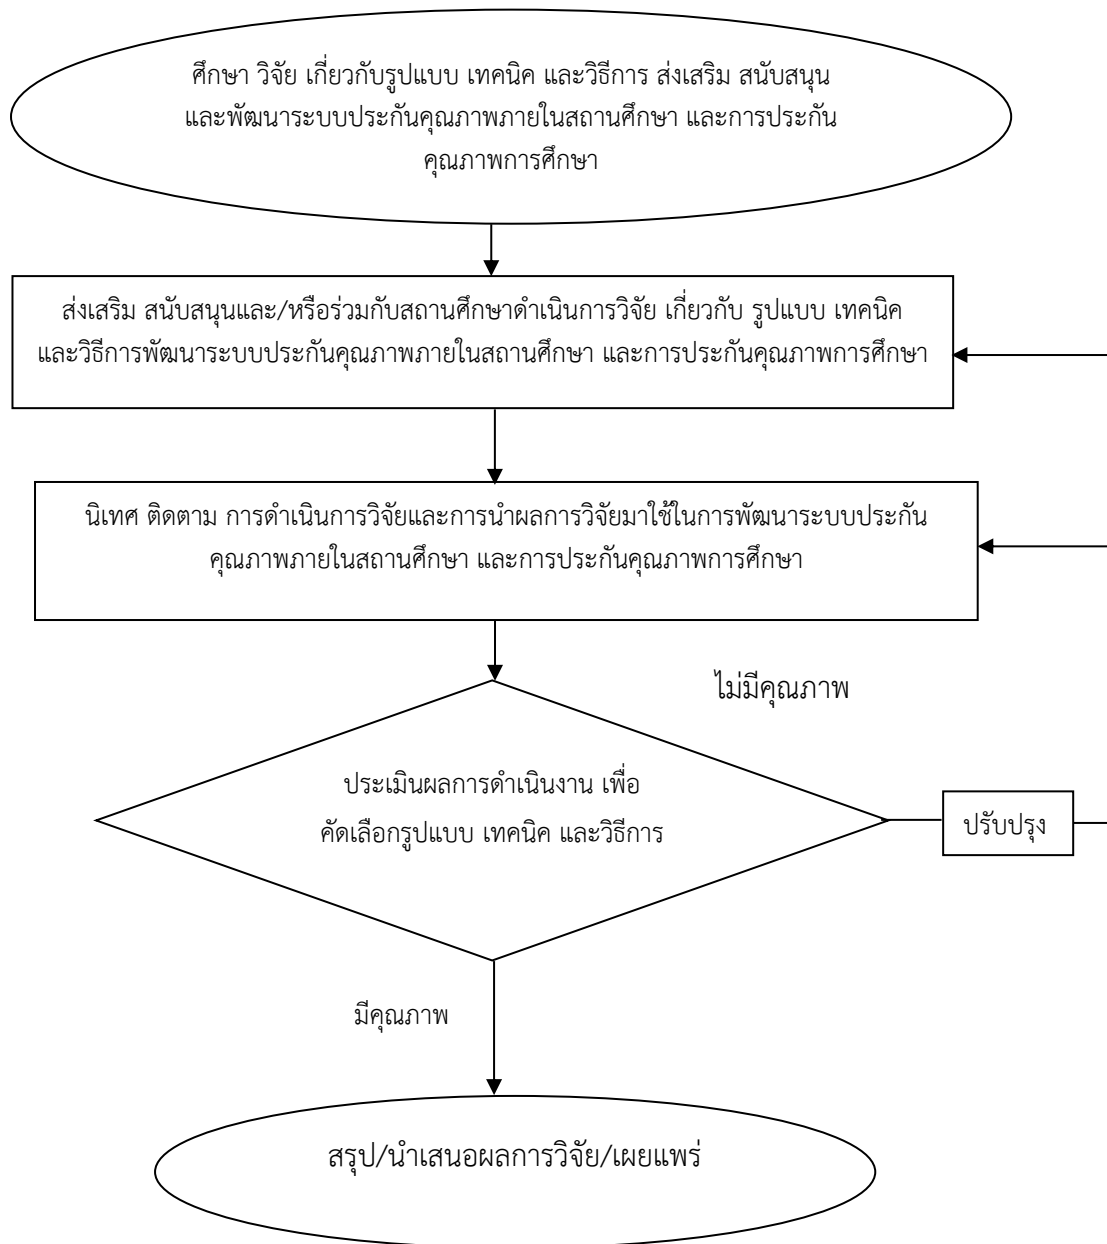 ศึกษา วิจัย เกี่ยวกับรูปแบบ เทคนิค และวิธีการ ส่งเสริม สนับสนุน
และพัฒนาระบบประกันคุณภาพภายในสถานศึกษา และการประกัน
คุณภาพการศึกษา
ส่งเสริม สนับสนุนและ/หรือร่วมกับสถานศึกษาดำเนินการวิจัย เกี่ยวกับ รูปแบบ เทคนิค
และวิธีการพัฒนาระบบประกันคุณภาพภายในสถานศึกษา และการประกันคุณภาพการศึกษา
นิเทศ ติดตาม การดำเนินการวิจัยและการนำผลการวิจัยมาใช้ในการพัฒนาระบบประกัน
คุณภาพภายในสถานศึกษา และการประกันคุณภาพการศึกษา
ไม่มีคุณภาพ
ประเมินผลการดำเนินงาน เพื่อ
คัดเลือกรูปแบบ เทคนิค และวิธีการ
ปรับปรุง
มีคุณภาพ
สรุป/นำเสนอผลการวิจัย/เผยแพร่